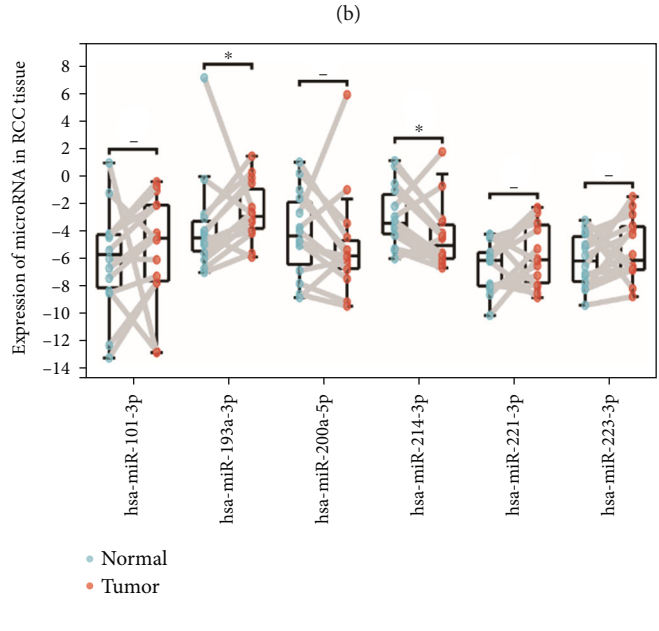 (b)
Expression of microRNA in RCC tissue
8
6
4
2
0
–2
–4
–6
–8
–10
–12
–14
–
*
–
*
–
–
hsa-miR-101-3p
hsa-miR-193a-3p
hsa-miR-200a-5p
hsa-miR-214-3p
hsa-miR-221-3p
hsa-miR-223-3p
Normal
Tumor